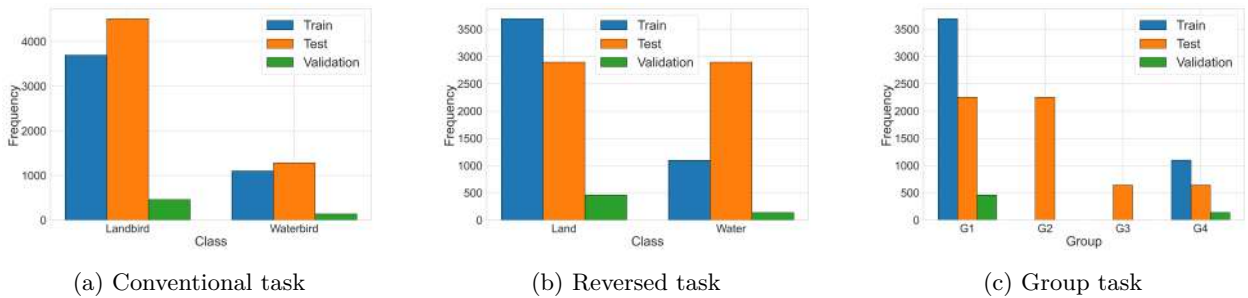 Frequency
4000
3000
2000
1000
0
Train
Test
Validation
Landbird
Waterbird
Class
(a) Conventional task
Frequency
3500
3000
2500
2000
1500
1000
500
0
Train
Test
Validation
Land
Water
Class
(b) Reversed task
Frequency
3500
3000
2500
2000
1500
1000
500
0
Train
Test
Validation
G1
G2
G3
G4
Group
(c) Group task